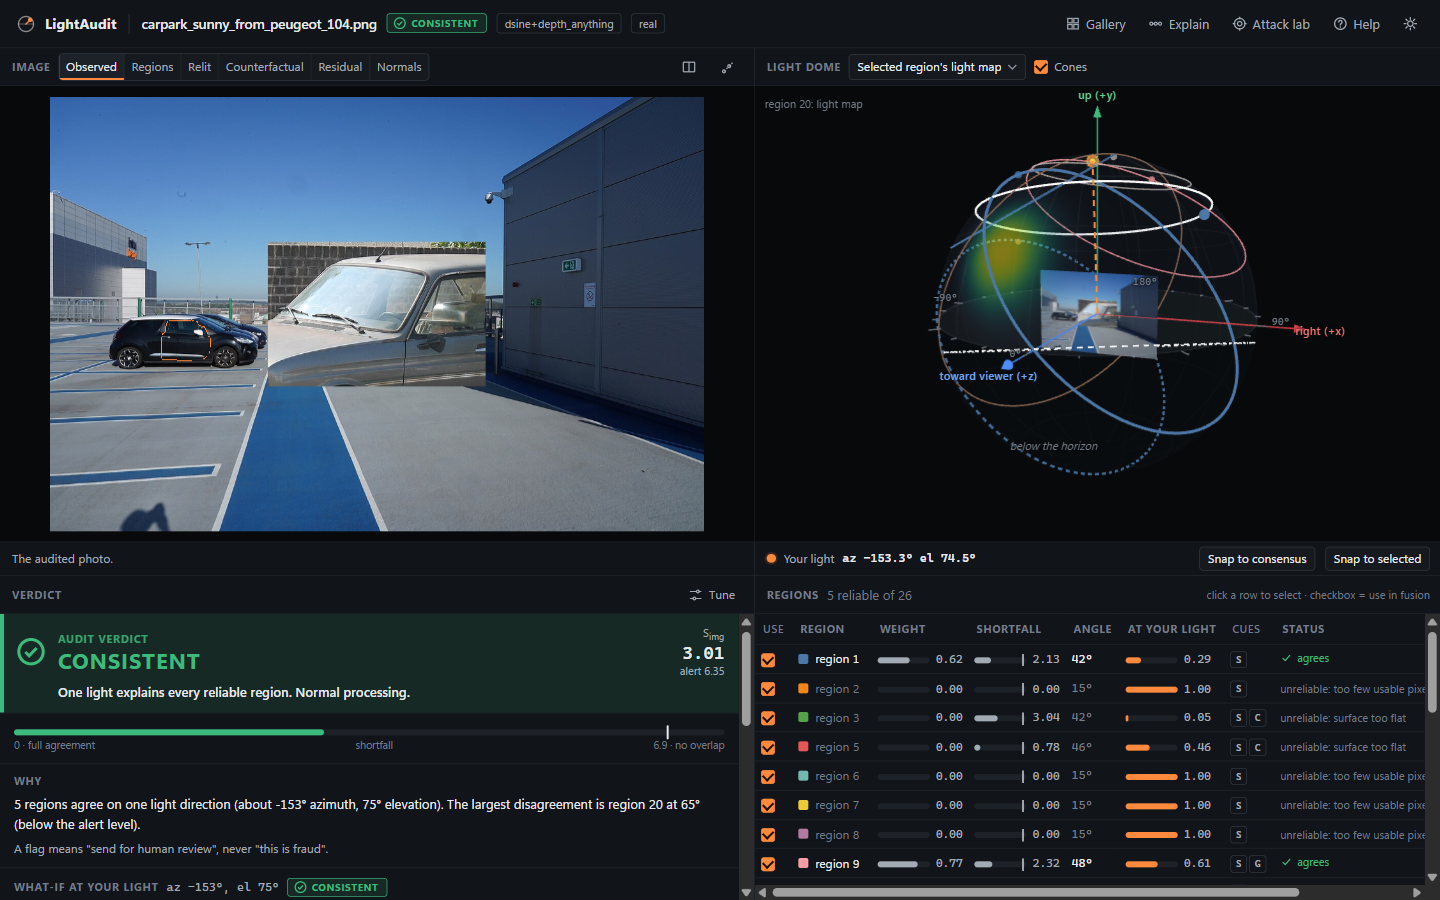 LightAudit
carpark_sunny_from_peugeot_104.png
CONSISTENT
dsine+depth_anything
real
Gallery
Explain
Attack lab
Help
IMAGE
Observed
Regions
Relit
Counterfactual
Residual
Normals
LIGHT DOME
Selected region's light map
Cones
region 20: light map
up (+y)
180°
-90°
90°
right (+x)
0°
toward viewer (+z)
below the horizon
The audited photo.
Your light az −153.3° el 74.5°
Snap to consensus
Snap to selected
VERDICT
Tune
AUDIT VERDICT
CONSISTENT
One light explains every reliable region. Normal processing.
Simg
3.01
alert 6.35
0 · full agreement
shortfall
6.9 · no overlap
WHY
5 regions agree on one light direction (about -153° azimuth, 75° elevation). The largest disagreement is region 20 at 65°
(below the alert level).
A flag means "send for human review", never "this is fraud".
WHAT-IF AT YOUR LIGHT az −153°, el 75° CONSISTENT
REGIONS 5 reliable of 26
click a row to select · checkbox = use in fusion
USE REGION WEIGHT SHORTFALL ANGLE AT YOUR LIGHT CUES STATUS
region 1 0.62 2.13 42° 0.29 S agrees
region 2 0.00 0.00 15° 1.00 S unreliable: too few usable pixe
region 3 0.00 3.04 42° 0.05 S C unreliable: surface too flat
region 5 0.00 0.78 46° 0.46 S C unreliable: surface too flat
region 6 0.00 0.00 15° 1.00 S unreliable: too few usable pixe
region 7 0.00 0.00 15° 1.00 S unreliable: too few usable pixe
region 8 0.00 0.00 15° 1.00 S unreliable: too few usable pixe
region 9 0.77 2.32 48° 0.61 S G agrees